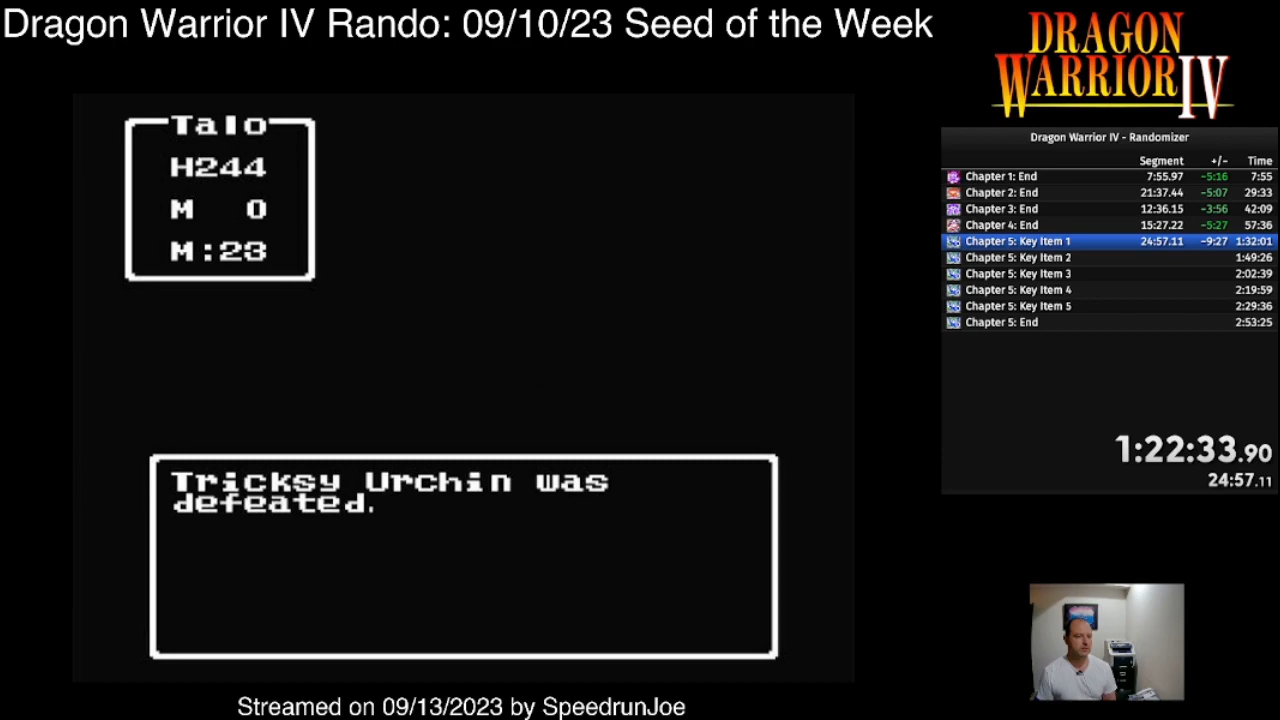 Dragon Warrior IV Rando: 09/10/23 Seed of the Week
DRAGON
WARRIOR IV
Talo
H244
M 0
M:23
Tricksy Urchin was
defeated.
Dragon Warrior IV - Randomizer
Segment +/- Time
Chapter 1: End 7:55.97 -5:16 7:55
Chapter 2: End 21:37.44 -5:07 29:33
Chapter 3: End 12:36.15 -3:56 42:09
Chapter 4: End 15:27.22 -5:27 57:36
Chapter 5: Key Item 1 24:57.11 -9:27 1:32:01
Chapter 5: Key Item 2 1:49:26
Chapter 5: Key Item 3 2:02:39
Chapter 5: Key Item 4 2:19:59
Chapter 5: Key Item 5 2:29:36
Chapter 5: End 2:53:25
1:22:33.90
24:57.11
Streamed on 09/13/2023 by SpeedrunJoe